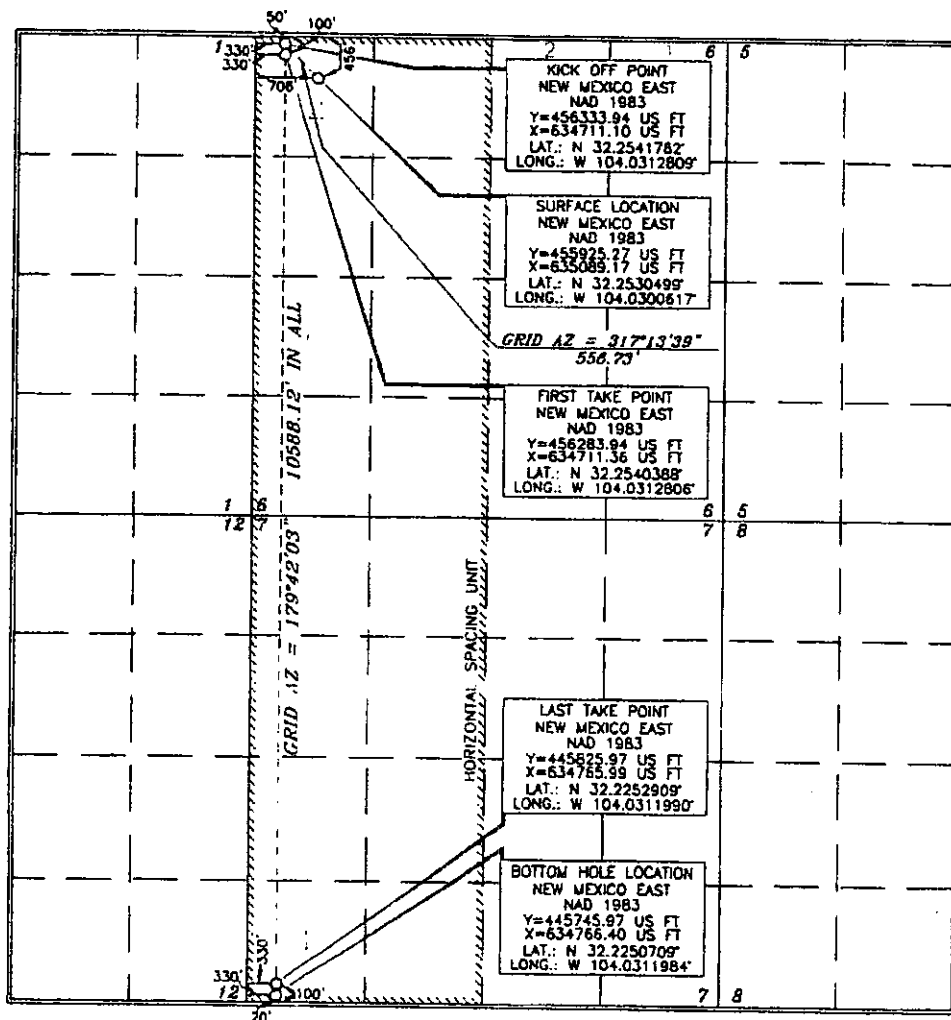 50' 100'
1 330' 2 6 5
330' 456'
706'
KICK OFF POINT
NEW MEXICO EAST
NAD 1983
Y=456333.94 US FT
X=634711.10 US FT
LAT.: N 32.2541782°
LONG.: W 104.0312809°
SURFACE LOCATION
NEW MEXICO EAST
NAD 1983
Y=455925.27 US FT
X=635089.17 US FT
LAT.: N 32.2530499°
LONG.: W 104.0300617°
GRID AZ = 317°13'39"
556.73'
FIRST TAKE POINT
NEW MEXICO EAST
NAD 1983
Y=456283.94 US FT
X=634711.36 US FT
LAT.: N 32.2540388°
LONG.: W 104.0312806°
GRID AZ = 179°42'03" 10588.12' IN ALL
1 6 6 5
12 7 7 8
HORIZONTAL SPACING UNIT
LAST TAKE POINT
NEW MEXICO EAST
NAD 1983
Y=445825.97 US FT
X=634765.99 US FT
LAT.: N 32.2252909°
LONG.: W 104.0311990°
BOTTOM HOLE LOCATION
NEW MEXICO EAST
NAD 1983
Y=445745.97 US FT
X=634766.40 US FT
LAT.: N 32.2250709°
LONG.: W 104.0311984°
330'
330'
12 100' 7 8
20'